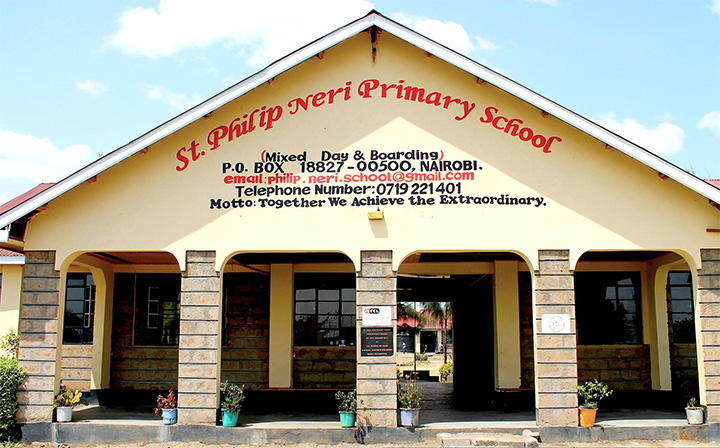 St. Philip Neri Primary School
(Mixed Day & Boarding)
P.O. BOX 18827-00500, NAIROBI.
email:philip.neri.school@gmail.com
Telephone Number:0719 221401
Motto: Together We Achieve the Extraordinary.